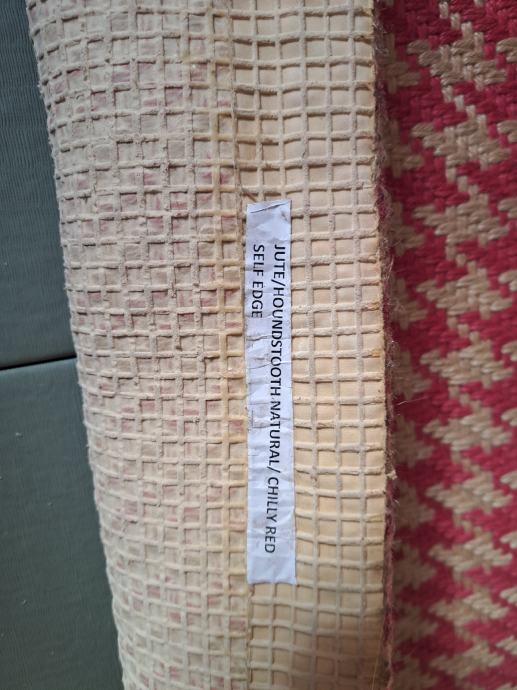 JUTE/HOUNDSTOOTH NATURAL/ CHILLY RED
SELF EDGE